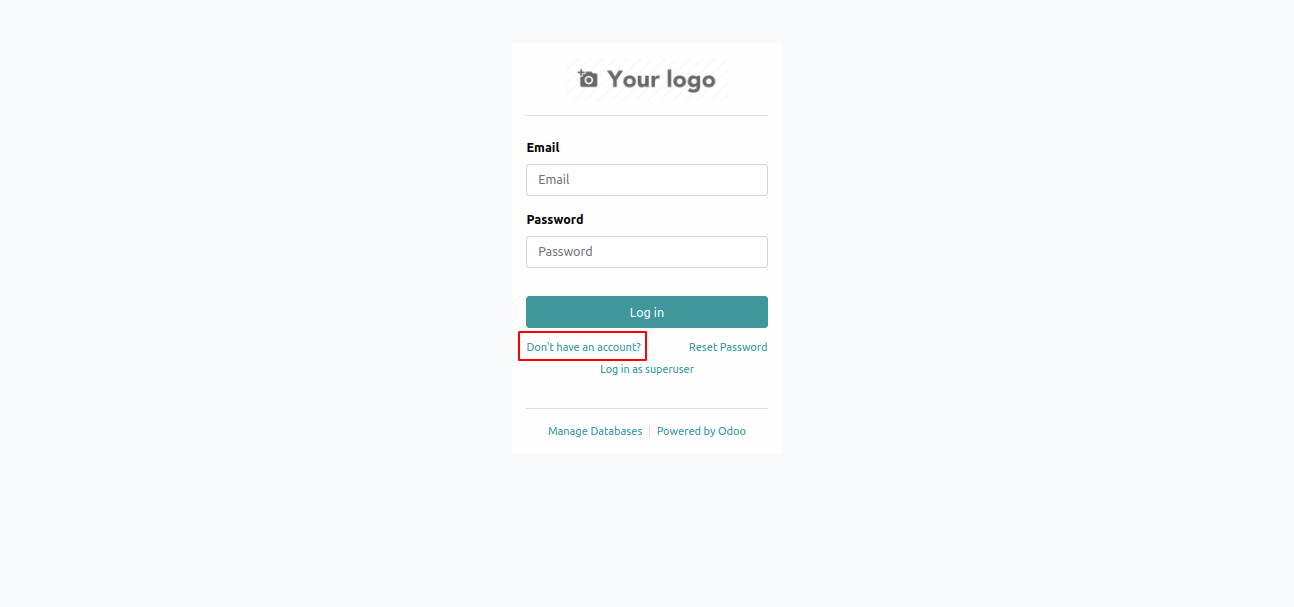 Your logo
Email
Email
Password
Password
Log in
Don't have an account? Reset Password
Log in as superuser
Manage Databases Powered by Odoo